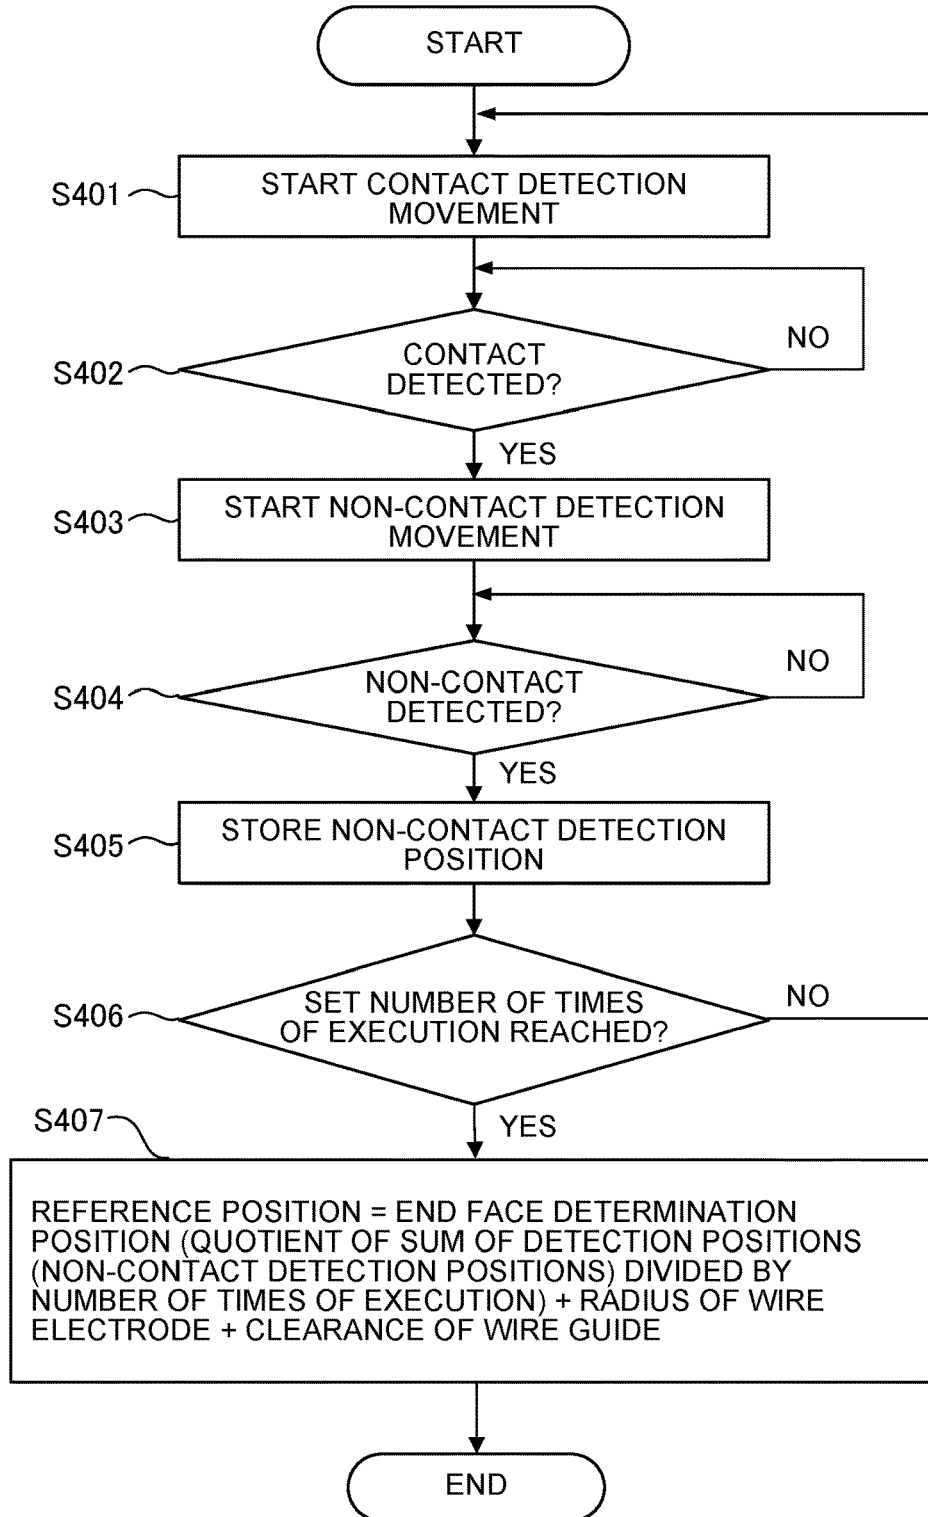 START
S401
START CONTACT DETECTION
MOVEMENT
S402
CONTACT
DETECTED?
NO
YES
S403
START NON-CONTACT DETECTION
MOVEMENT
S404
NON-CONTACT
DETECTED?
NO
YES
S405
STORE NON-CONTACT DETECTION
POSITION
S406
SET NUMBER OF TIMES
OF EXECUTION REACHED?
NO
YES
S407
REFERENCE POSITION = END FACE DETERMINATION
POSITION (QUOTIENT OF SUM OF DETECTION POSITIONS
(NON-CONTACT DETECTION POSITIONS) DIVIDED BY
NUMBER OF TIMES OF EXECUTION) + RADIUS OF WIRE
ELECTRODE + CLEARANCE OF WIRE GUIDE
END